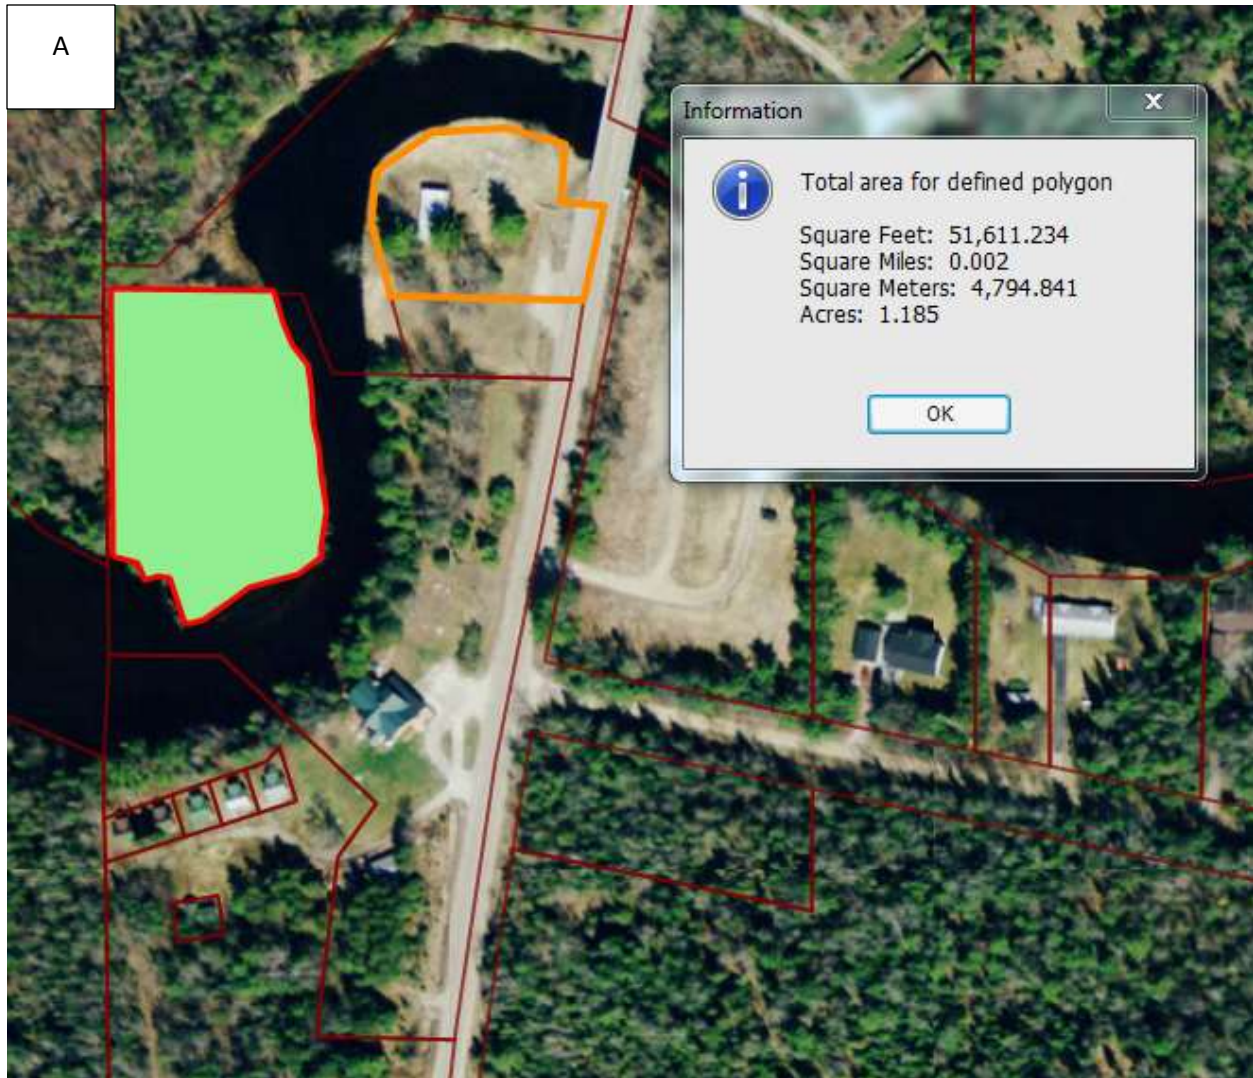 A
Information
X
Total area for defined polygon
Square Feet: 51,611.234
Square Miles: 0.002
Square Meters: 4,794.841
Acres: 1.185
OK